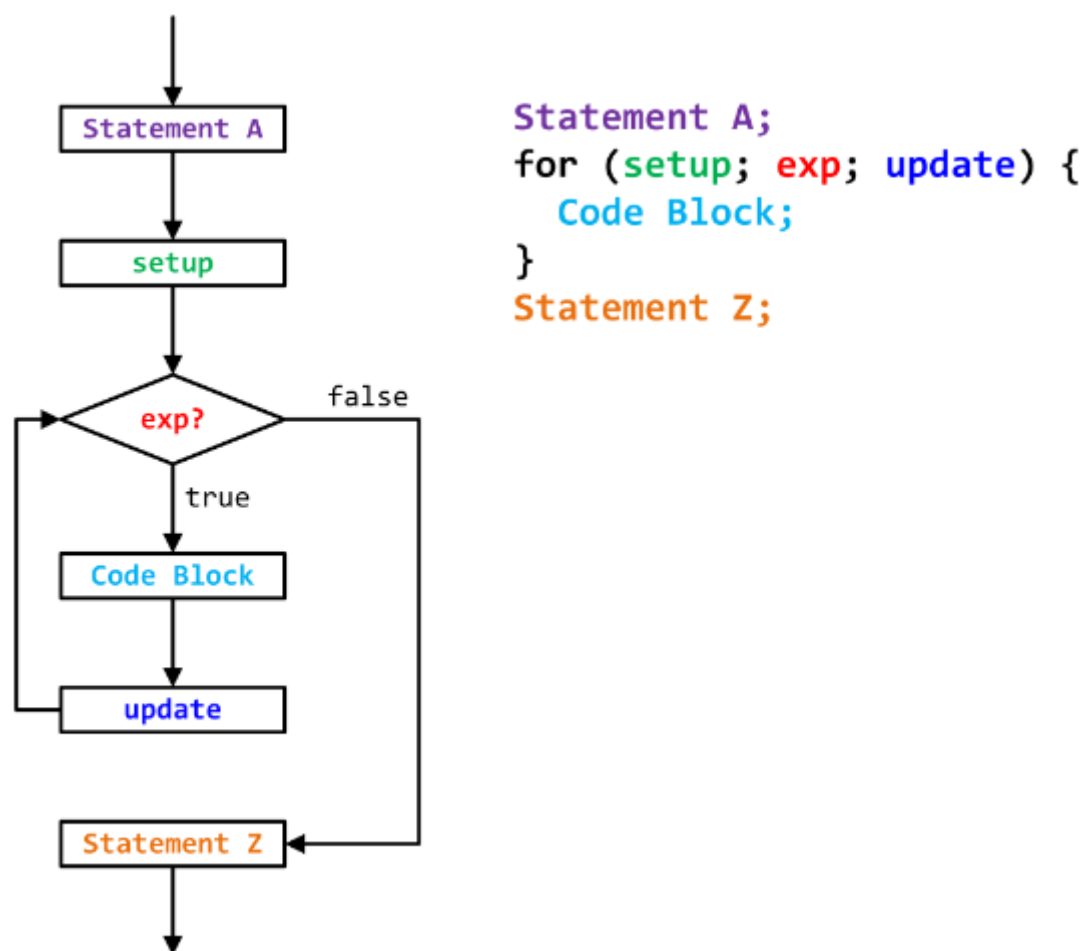 Statement A
setup
exp?
false
true
Code Block
update
Statement Z
Statement A;
for (setup; exp; update) {
Code Block;
}
Statement Z;